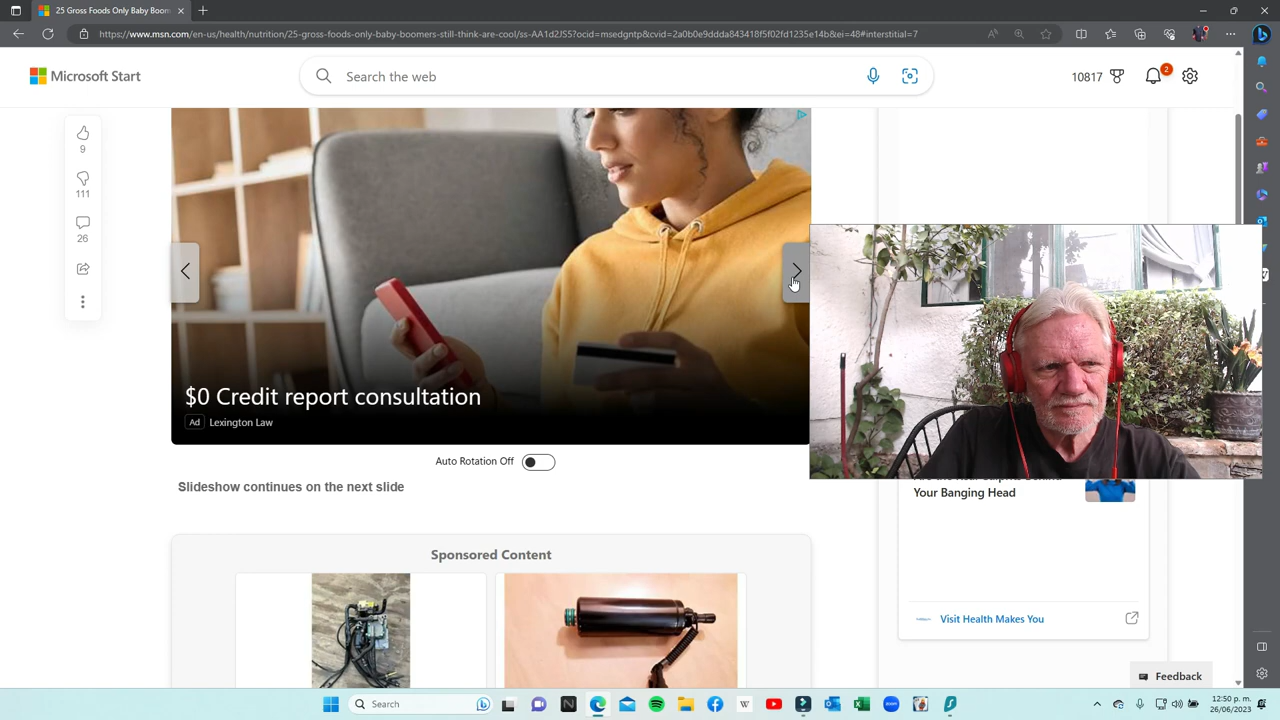 25 Gross Foods Only Baby Boom
https://www.msn.com/en-us/health/nutrition/25-gross-foods-only-baby-boomers-still-think-are-cool/ss-AA1d2JS5?ocid=msedgntp&cvid=2a0b0e9ddda843418f5f02fd1235e14b&ei=48#interstitial=7
Microsoft Start
Search the web
10817
2
9
111
26
$0 Credit report consultation
Ad Lexington Law
Auto Rotation Off
Slideshow continues on the next slide
Your Banging Head
Sponsored Content
Visit Health Makes You
Feedback
Search
12:50 p. m.
26/06/2023